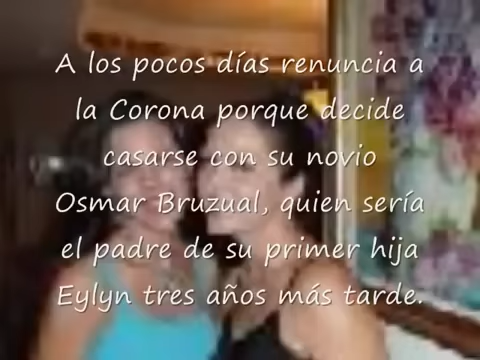 A los pocos días renuncia a
la Corona porque decide
casarse con su novio
Osmar Bruzual, quien sería
el padre de su primer hija
Eylyn tres años más tarde.